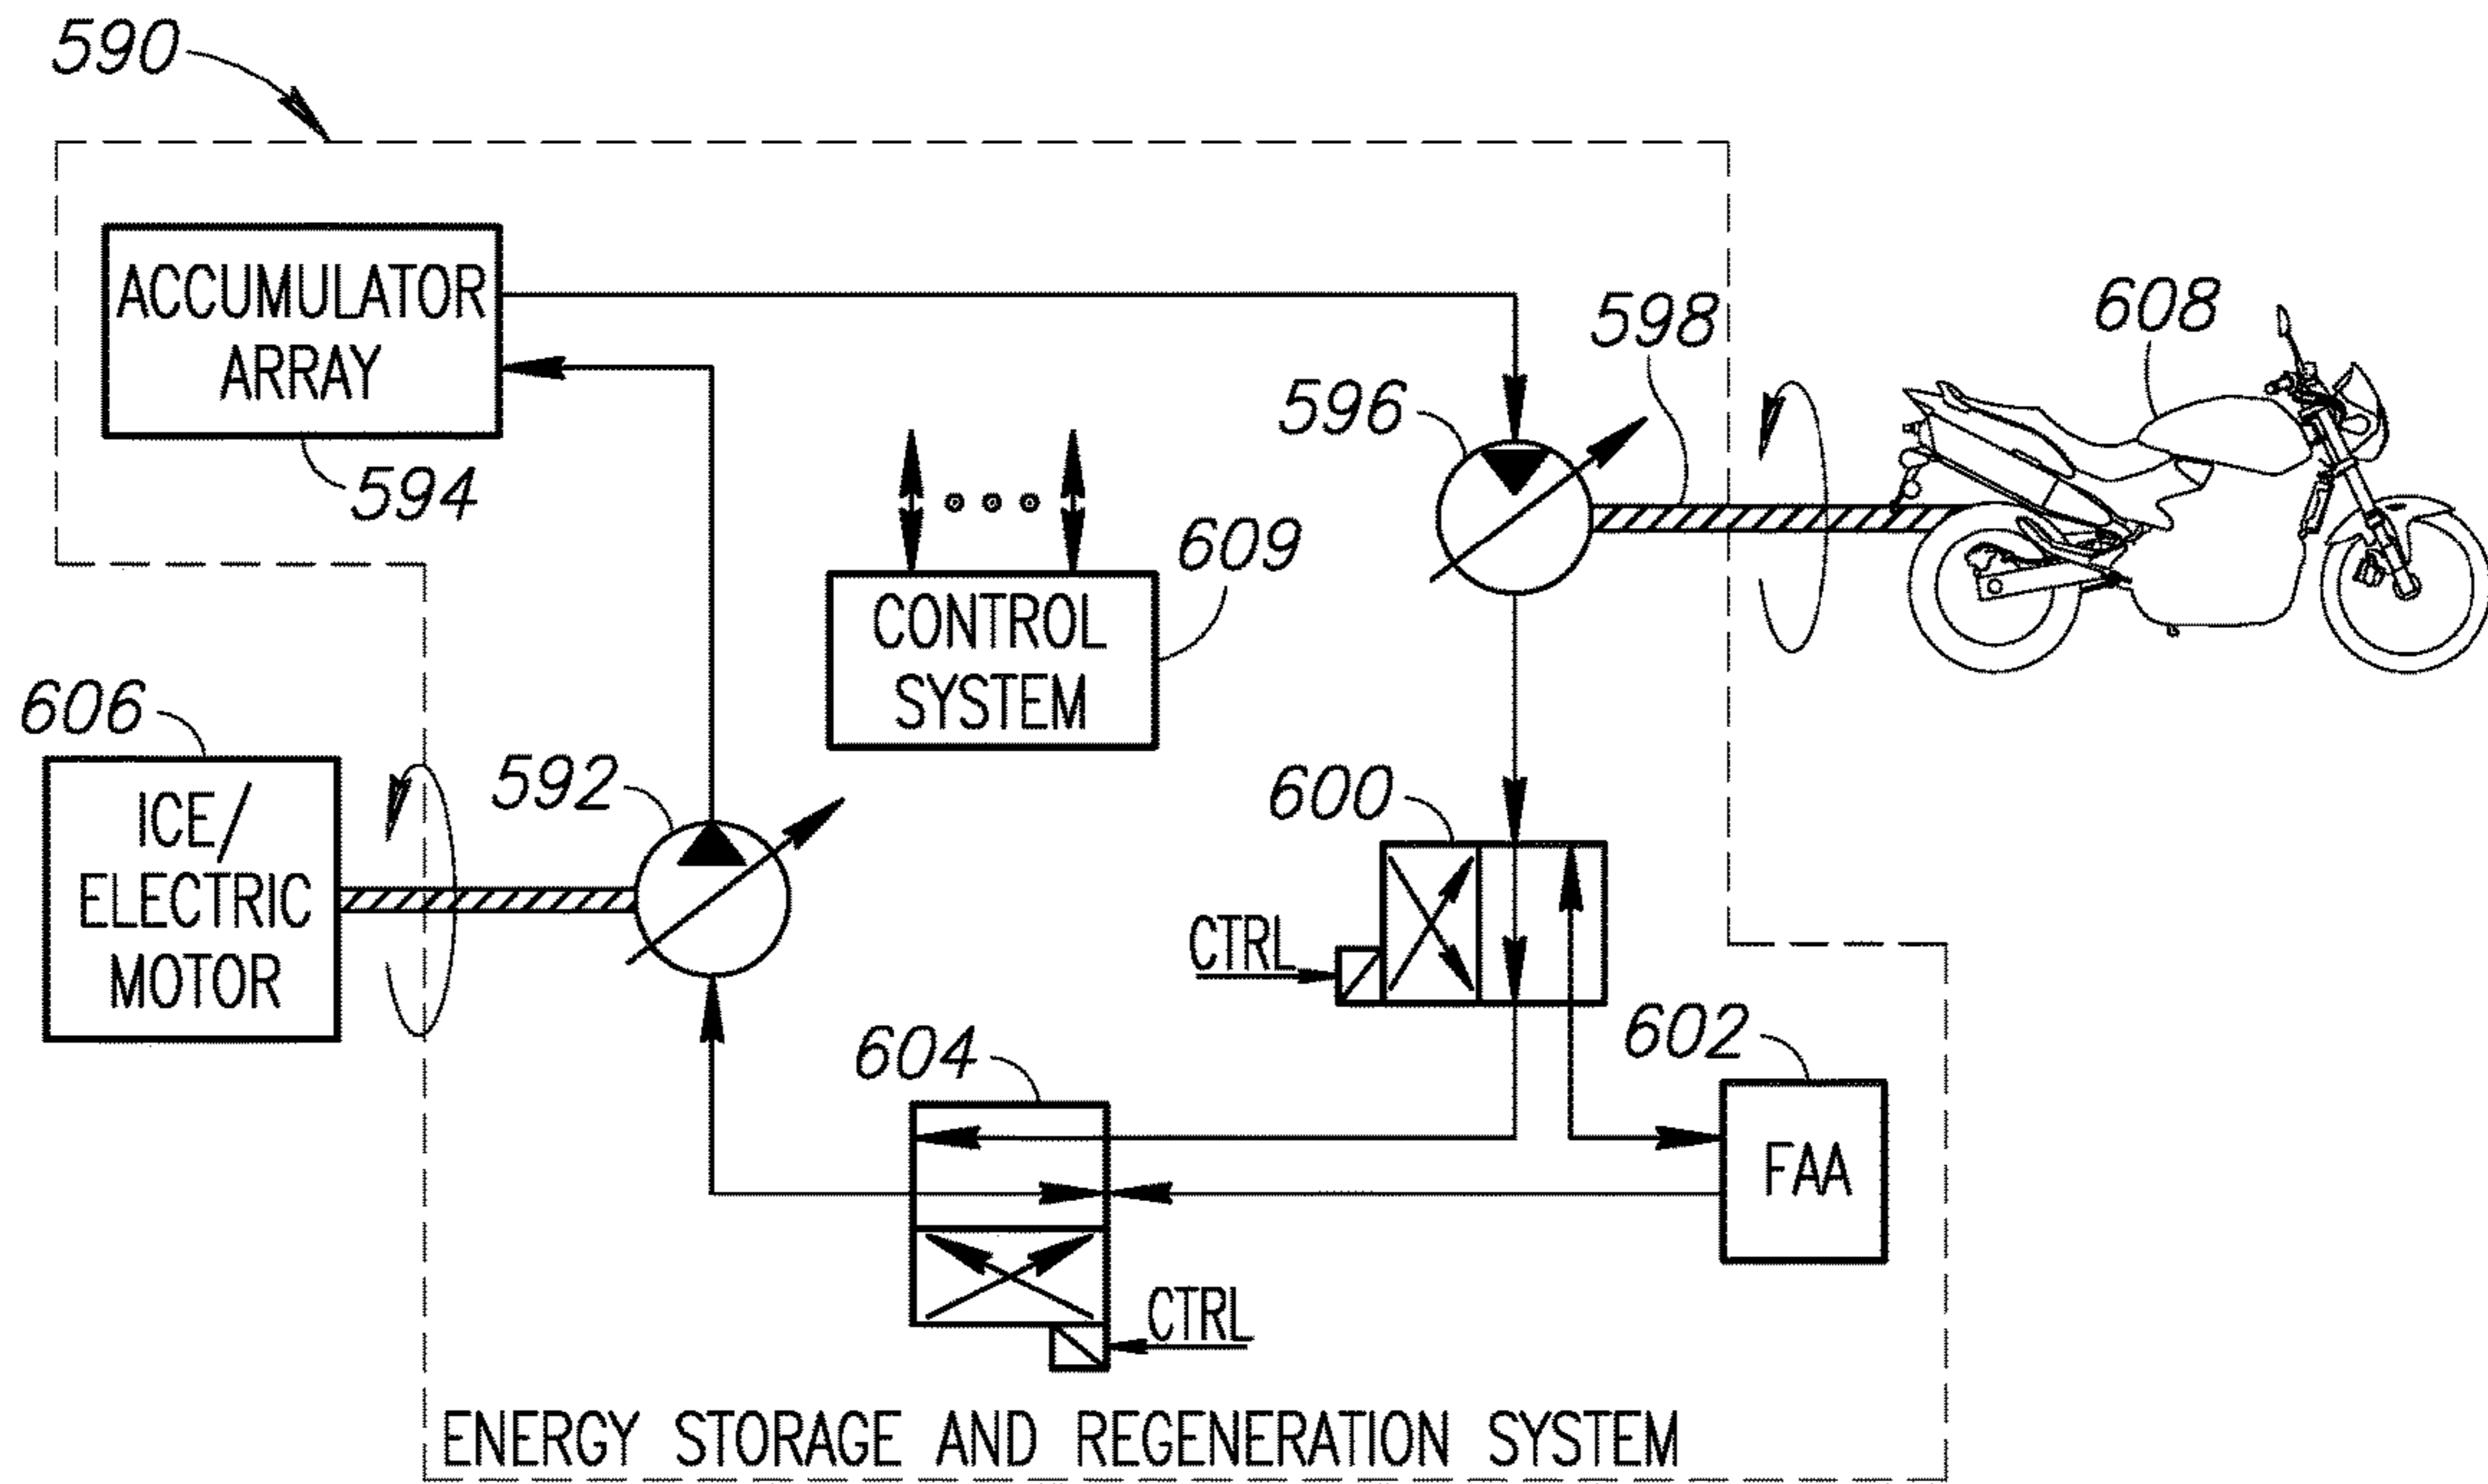 590
ACCUMULATOR
ARRAY
594
598
608
596
609
CONTROL
SYSTEM
606
ICE/
ELECTRIC
MOTOR
592
600
CTRL
604
602
FAA
CTRL
ENERGY STORAGE AND REGENERATION SYSTEM